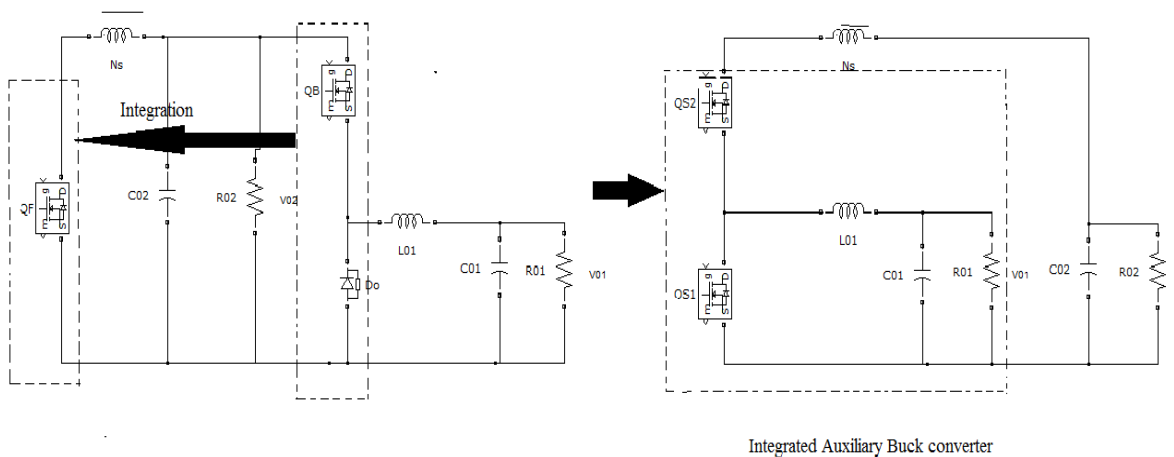 Ns
Integration
g
D
QB
E
S
g
D
QF
E
S
C02
R02
V02
L01
C01
R01
V01
Do
Ns
g
D
QS2
E
S
L01
g
D
QS1
E
S
C01
R01
V01
C02
R02
Integrated Auxiliary Buck converter